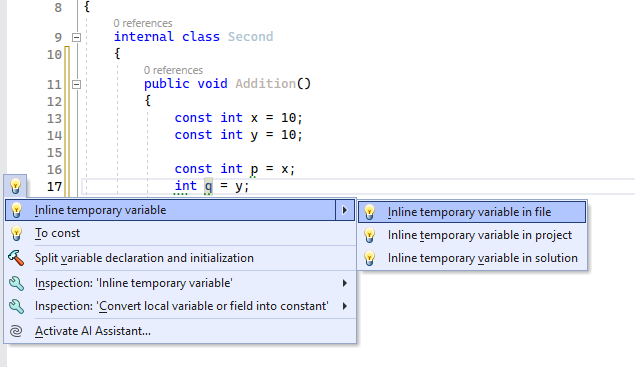 8 {
0 references
9 internal class Second
10 {
0 references
11 public void Addition()
12 {
13 const int x = 10;
14 const int y = 10;
15
16 const int p = x;
17 int q = y;
Inline temporary variable
Inline temporary variable in file
To const
Inline temporary variable in project
Split variable declaration and initialization
Inline temporary variable in solution
Inspection: 'Inline temporary variable'
Inspection: 'Convert local variable or field into constant'
Activate AI Assistant...